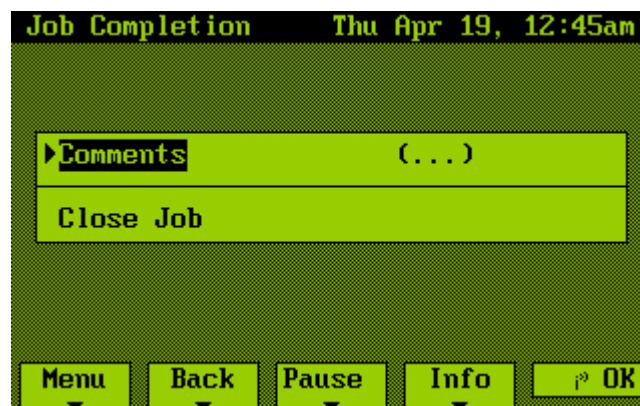 Job Completion Thu Apr 19, 12:45am
Comments (...)
Close Job
Menu Back Pause Info OK